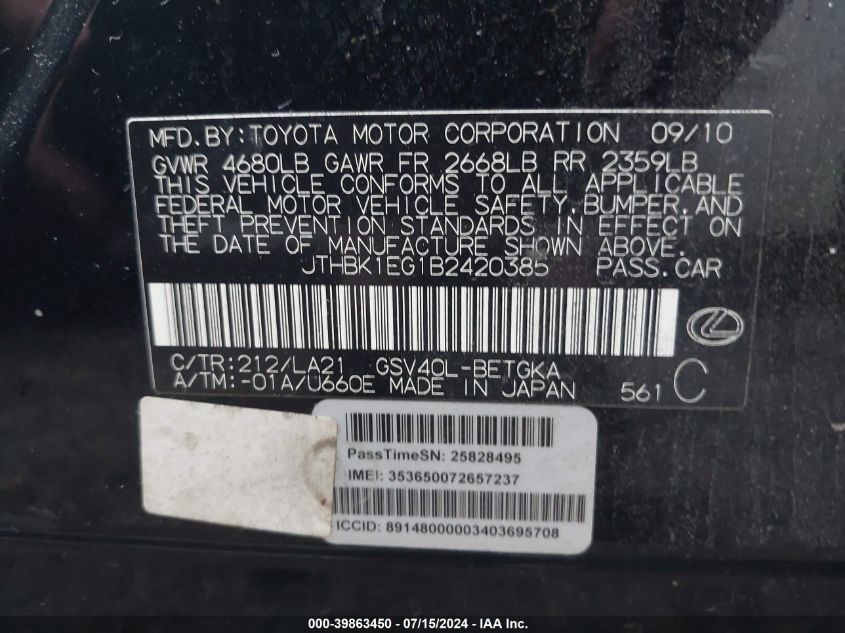 MFD.BY:TOYOTA MOTOR CORPORATION 09/10
GVWR 4680LB GAWR FR 2668LB RR 2359LB
THIS VEHICLE CONFORMS TO ALL APPLICABLE
FEDERAL MOTOR VEHICLE SAFETY,BUMPER,AND
THEFT PREVENTION STANDARDS IN EFFECT ON
THE DATE OF MANUFACTURE SHOWN ABOVE.
JTHBK1EG1B2420385 PASS.CAR
C/TR:212/LA21 GSV40L-BETGKA
A/TM:-01A/U660E MADE IN JAPAN 561 C
PassTimeSN: 25828495
IMEI: 353650072657237
ICCID: 89148000003403695708
000-39863450 - 07/15/2024 - IAA Inc.